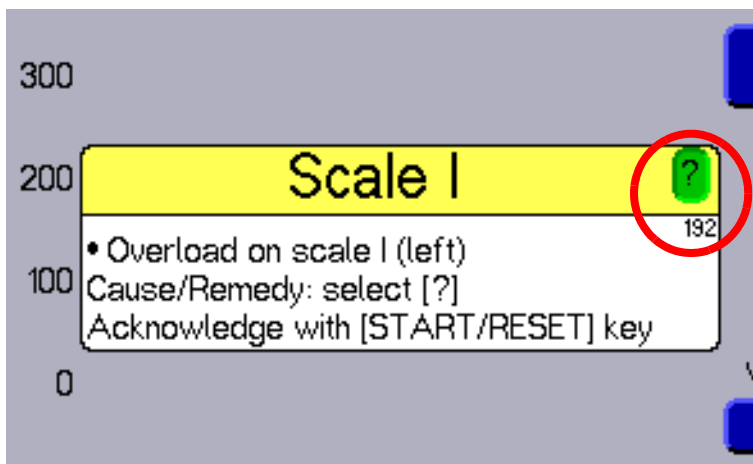 300
200
Scale I
?
192
• Overload on scale I (left)
100
Cause/Remedy: select [?]
Acknowledge with [START/RESET] key
0